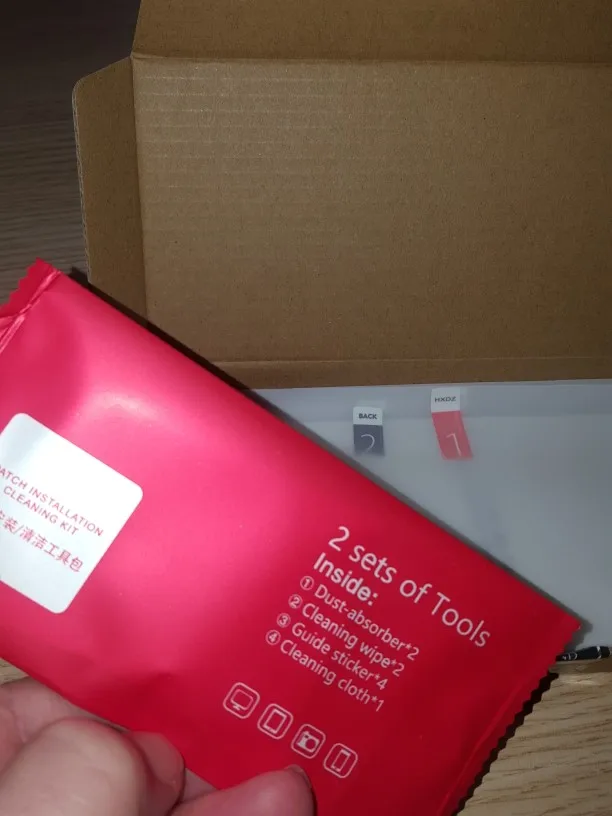 BACK
2
HXDZ
1
PATCH INSTALLATION
CLEANING KIT
安装/清洁工具包
2 sets of Tools
Inside:
① Dust-absorber*2
② Cleaning wipe*2
③ Guide sticker*4
④ Cleaning cloth*1